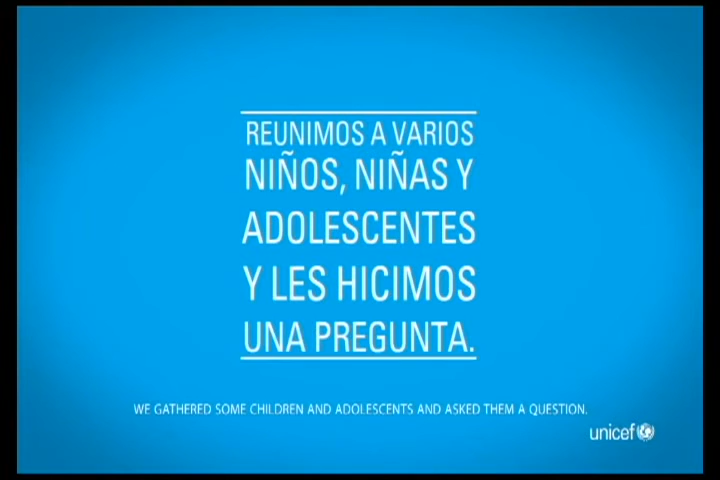 REUNIMOS A VARIOS
NIÑOS, NIÑAS Y
ADOLESCENTES
Y LES HICIMOS
UNA PREGUNTA.
WE GATHERED SOME CHILDREN AND ADOLESCENTS AND ASKED THEM A QUESTION.
unicef